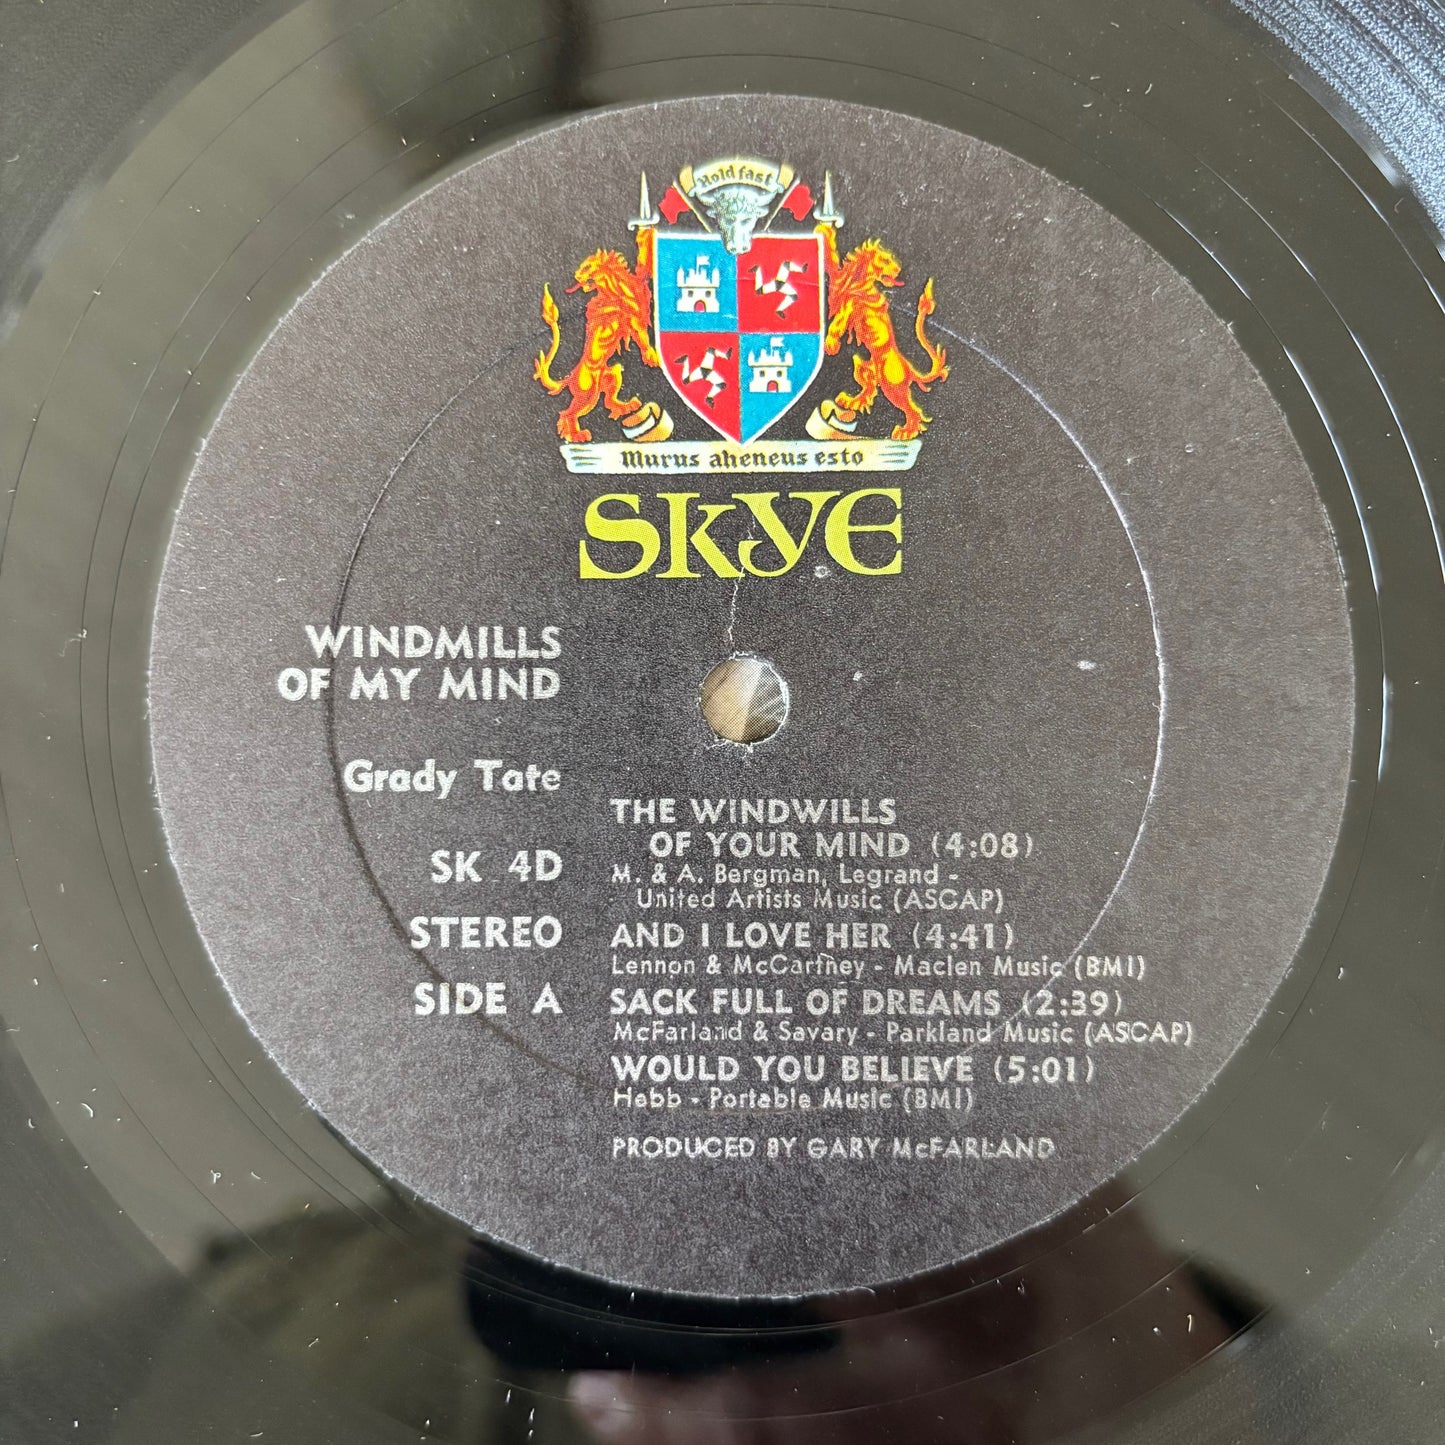 Hold fast
Murus aheneus esto
SKYE
WINDMILLS
OF MY MIND
Grady Tate
SK 4D
STEREO
SIDE A
THE WINDWILLS
OF YOUR MIND (4:08)
M. & A. Bergman, Legrand -
United Artists Music (ASCAP)
AND I LOVE HER (4:41)
Lennon & McCartney - Maclen Music (BMI)
SACK FULL OF DREAMS (2:39)
McFarland & Savary - Parkland Music (ASCAP)
WOULD YOU BELIEVE (5:01)
Hebb - Portable Music (BMI)
PRODUCED BY GARY McFARLAND